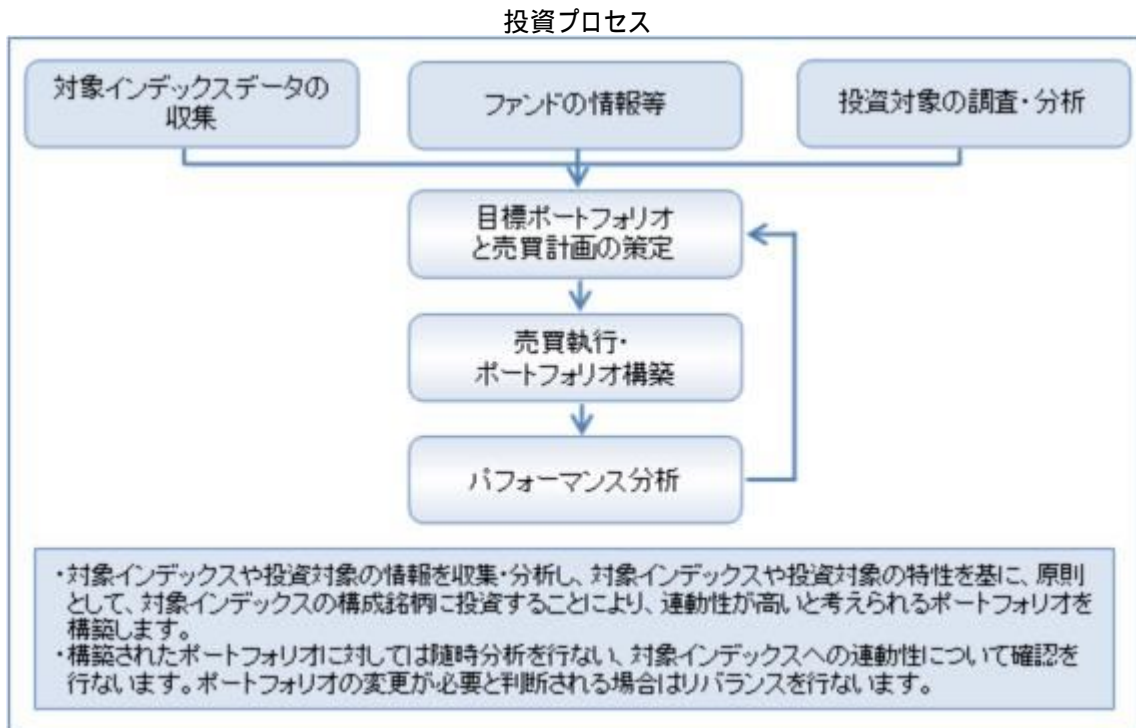 投資プロセス
対象インデックスデータの
収集
ファンドの情報等
投資対象の調査・分析
目標ポートフォリオ
と売買計画の策定
売買執行・
ポートフォリオ構築
パフォーマンス分析
・対象インデックスや投資対象の情報を収集・分析し、対象インデックスや投資対象の特性を基に、原則
として、対象インデックスの構成銘柄に投資することにより、連動性が高いと考えられるポートフォリオを
構築します。
・構築されたポートフォリオに対しては随時分析を行ない、対象インデックスへの連動性について確認を
行ないます。ポートフォリオの変更が必要と判断される場合はリバランスを行ないます。